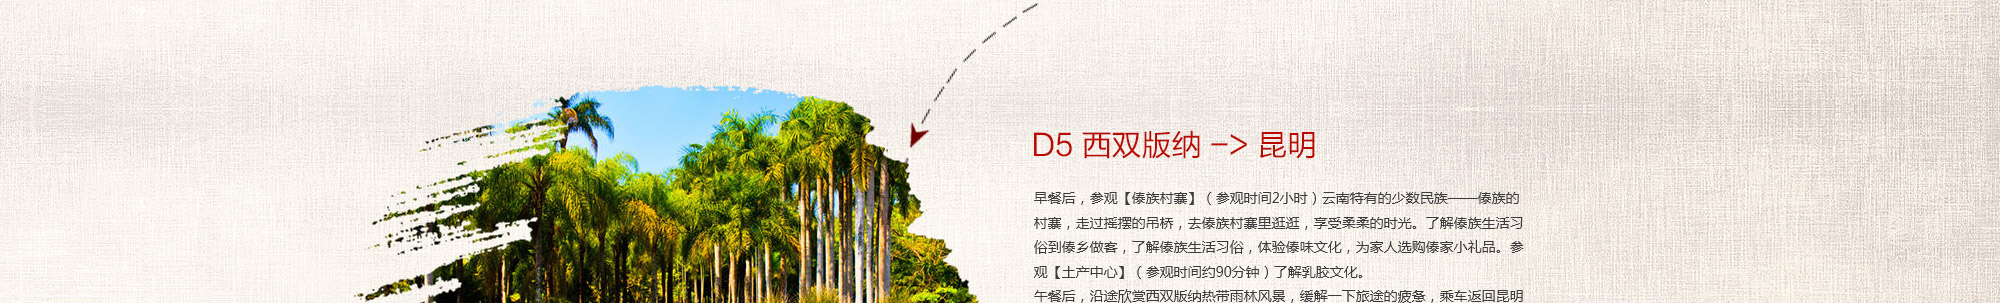 D5 西双版纳 -> 昆明
早餐后，参观【傣族村寨】（参观时间2小时）云南特有的少数民族——傣族的
村寨，走过摇摆的吊桥，去傣族村寨里逛逛，享受柔柔的时光。了解傣族生活习
俗到傣乡做客，了解傣族生活习俗，体验傣味文化，为家人选购傣家小礼品。参
观【土产中心】（参观时间约90分钟）了解乳胶文化。
午餐后，沿途欣赏西双版纳热带雨林风景，缓解一下旅途的疲惫，乘车返回昆明